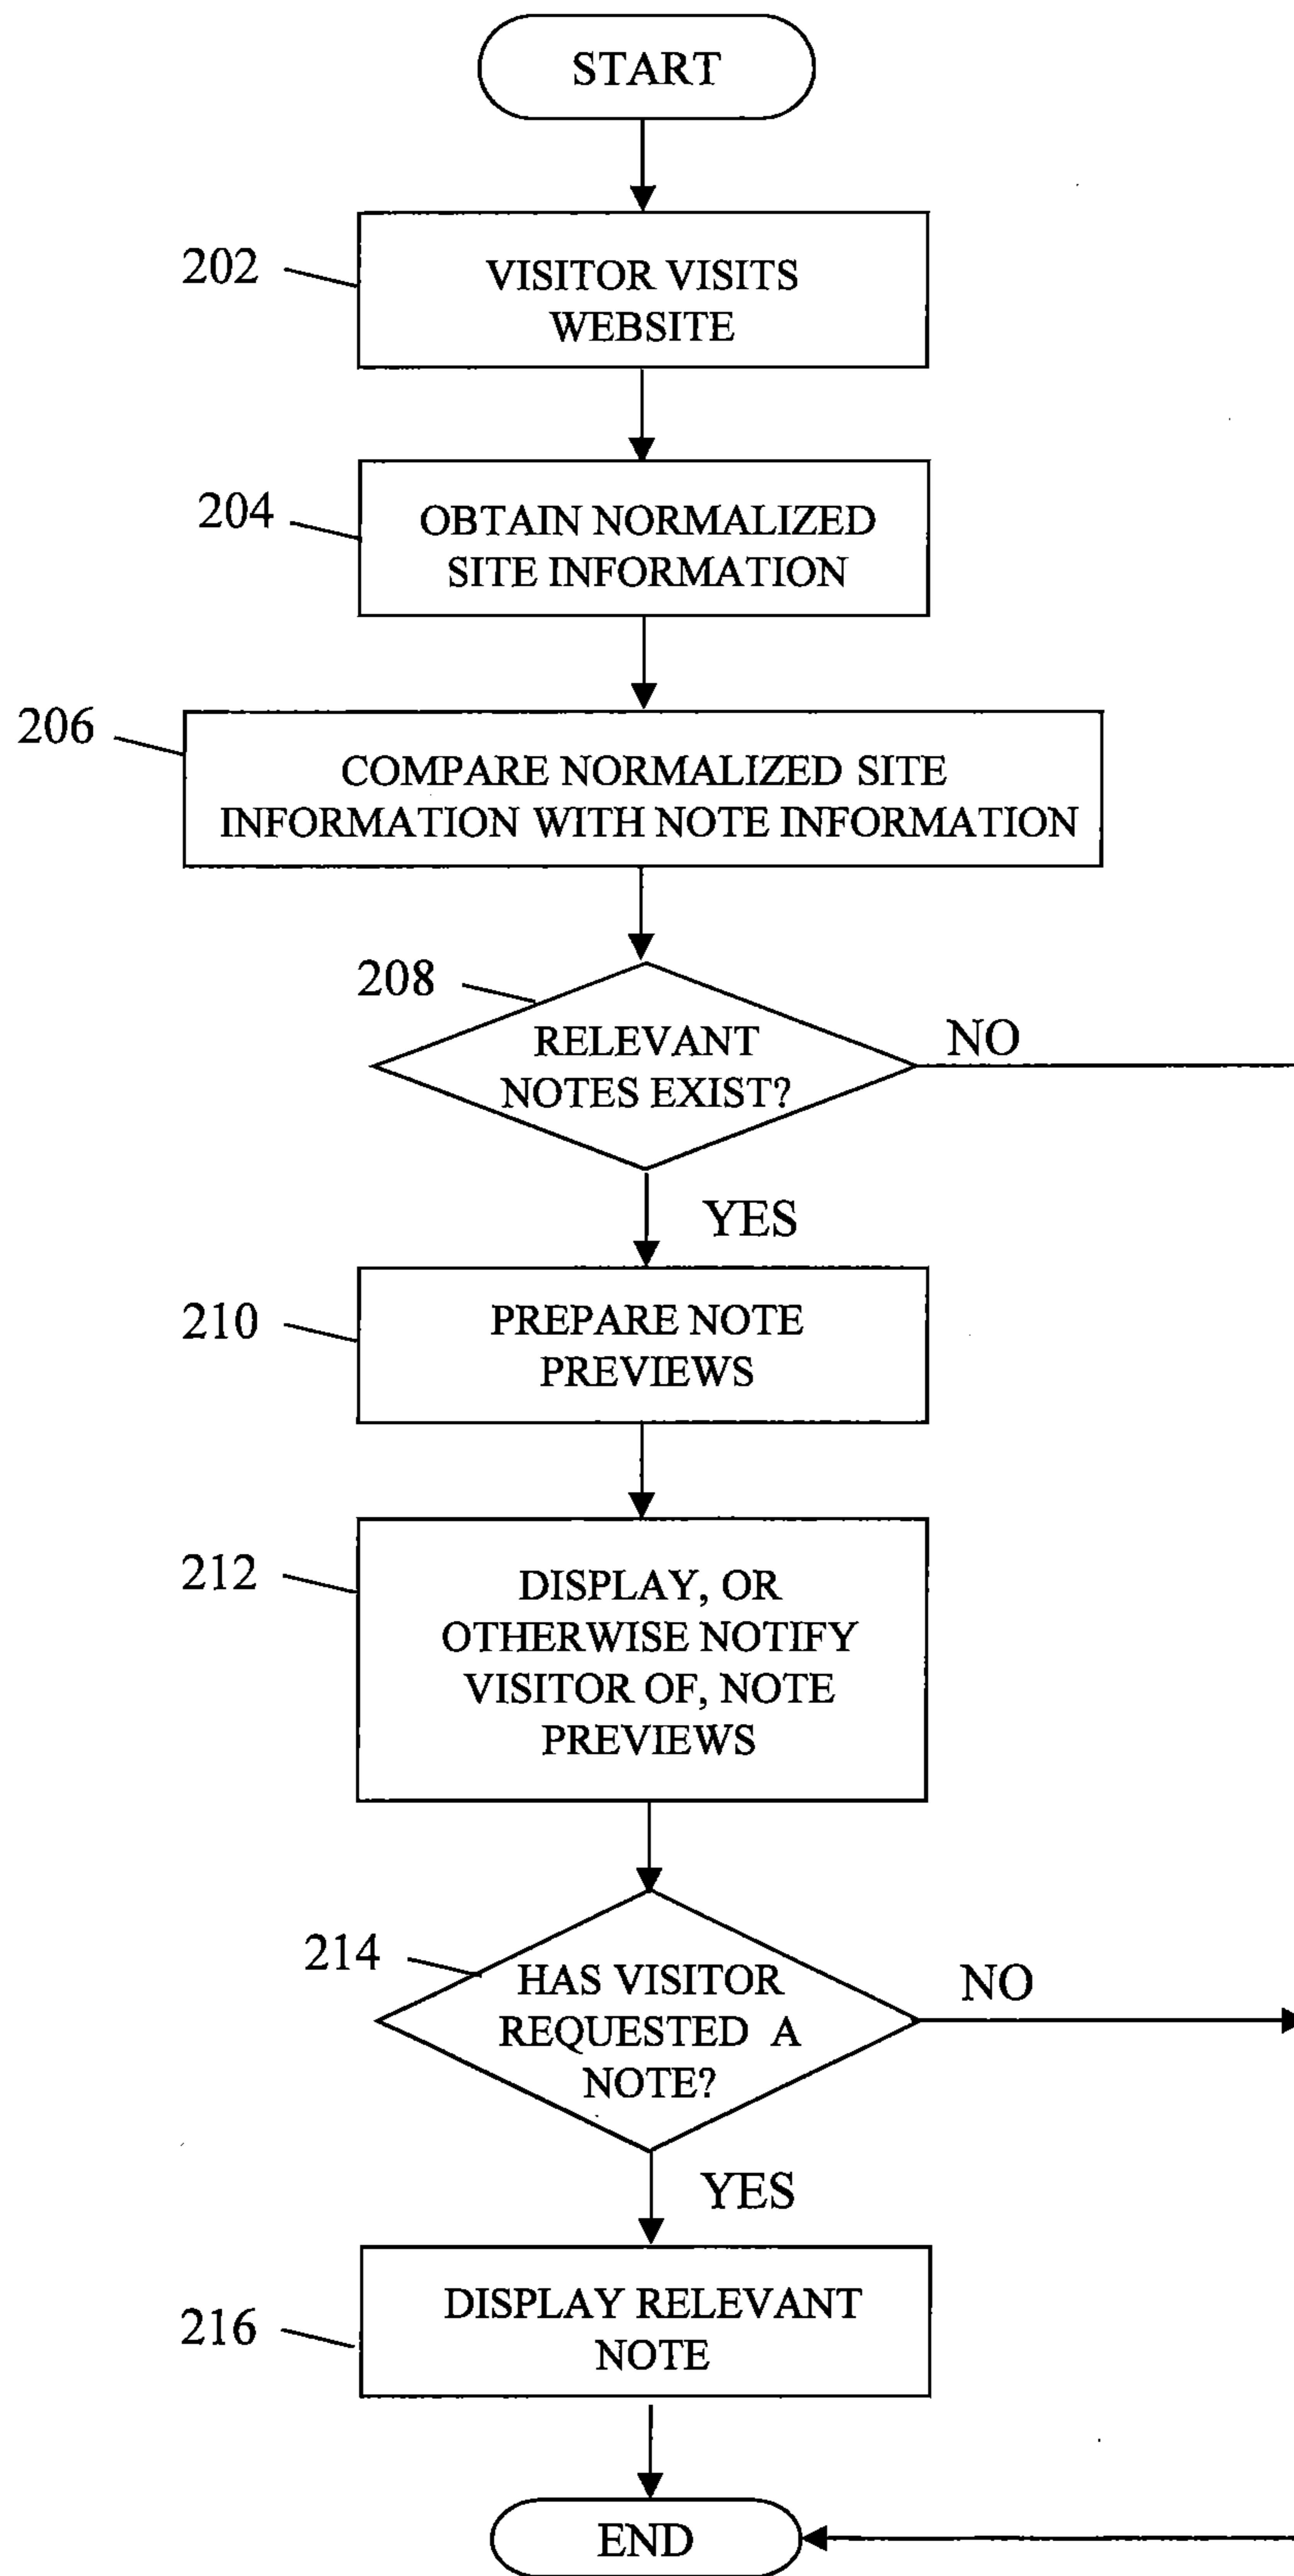 START
202
VISITOR VISITS
WEBSITE
204
OBTAIN NORMALIZED
SITE INFORMATION
206
COMPARE NORMALIZED SITE
INFORMATION WITH NOTE INFORMATION
208
RELEVANT
NOTES EXIST?
NO
YES
210
PREPARE NOTE
PREVIEWS
212
DISPLAY, OR
OTHERWISE NOTIFY
VISITOR OF, NOTE
PREVIEWS
214
HAS VISITOR
REQUESTED A
NOTE?
NO
YES
216
DISPLAY RELEVANT
NOTE
END